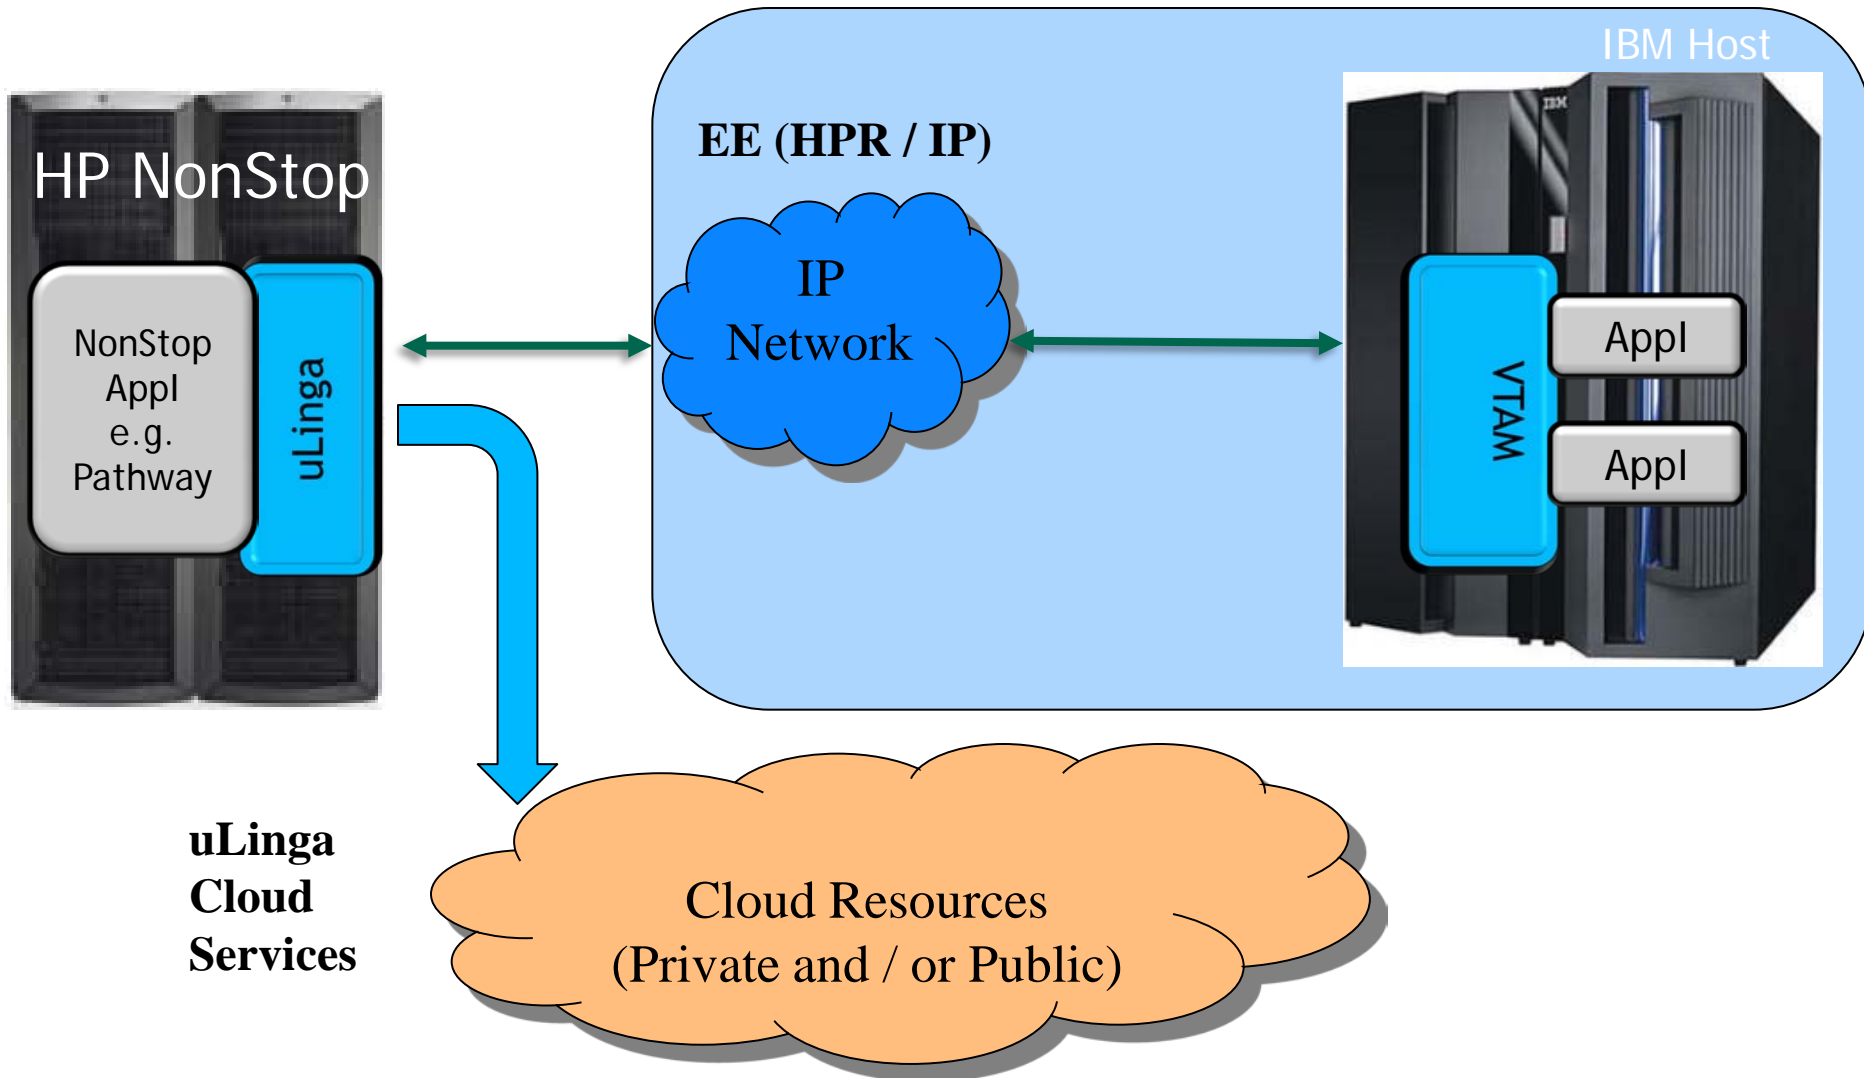 IBM Host
IBM
EE (HPR / IP)
HP NonStop
IP
Network
NonStop
Appl
e.g.
Pathway
uLinga
VTAM
Appl
Appl
uLinga
Cloud
Services
Cloud Resources
(Private and / or Public)